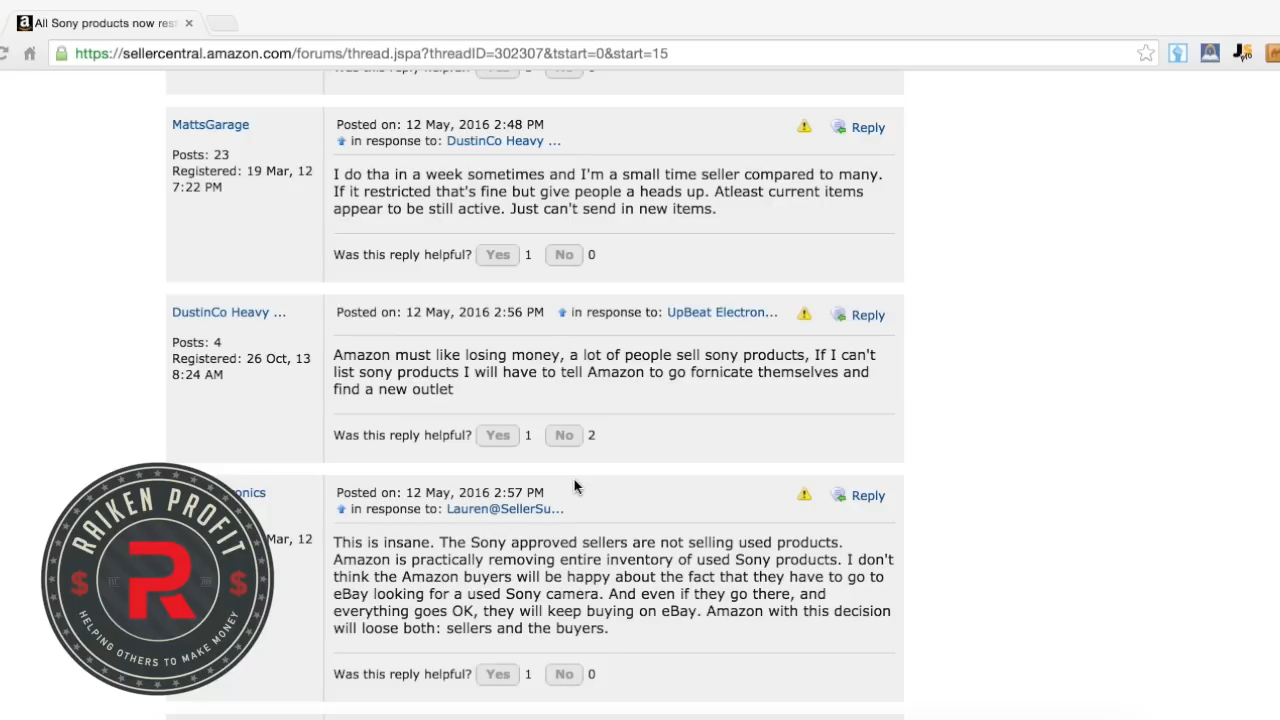 All Sony products now rest
https://sellercentral.amazon.com/forums/thread.jspa?threadID=302307&tstart=0&start=15
MattsGarage
Posts: 23
Registered: 19 Mar, 12
7:22 PM
Posted on: 12 May, 2016 2:48 PM
in response to: DustinCo Heavy ...
Reply
I do tha in a week sometimes and I'm a small time seller compared to many.
If it restricted that's fine but give people a heads up. Atleast current items
appear to be still active. Just can't send in new items.
Was this reply helpful? Yes 1 No 0
DustinCo Heavy ...
Posts: 4
Registered: 26 Oct, 13
8:24 AM
Posted on: 12 May, 2016 2:56 PM in response to: UpBeat Electron...
Reply
Amazon must like losing money, a lot of people sell sony products, If I can't
list sony products I will have to tell Amazon to go fornicate themselves and
find a new outlet
Was this reply helpful? Yes 1 No 2
onics
Mar, 12
Posted on: 12 May, 2016 2:57 PM
in response to: Lauren@SellerSu...
Reply
This is insane. The Sony approved sellers are not selling used products.
Amazon is practically removing entire inventory of used Sony products. I don't
think the Amazon buyers will be happy about the fact that they have to go to
eBay looking for a used Sony camera. And even if they go there, and
everything goes OK, they will keep buying on eBay. Amazon with this decision
will loose both: sellers and the buyers.
Was this reply helpful? Yes 1 No 0
RAIKEN PROFIT
R
$ $
HELPING OTHERS TO MAKE MONEY